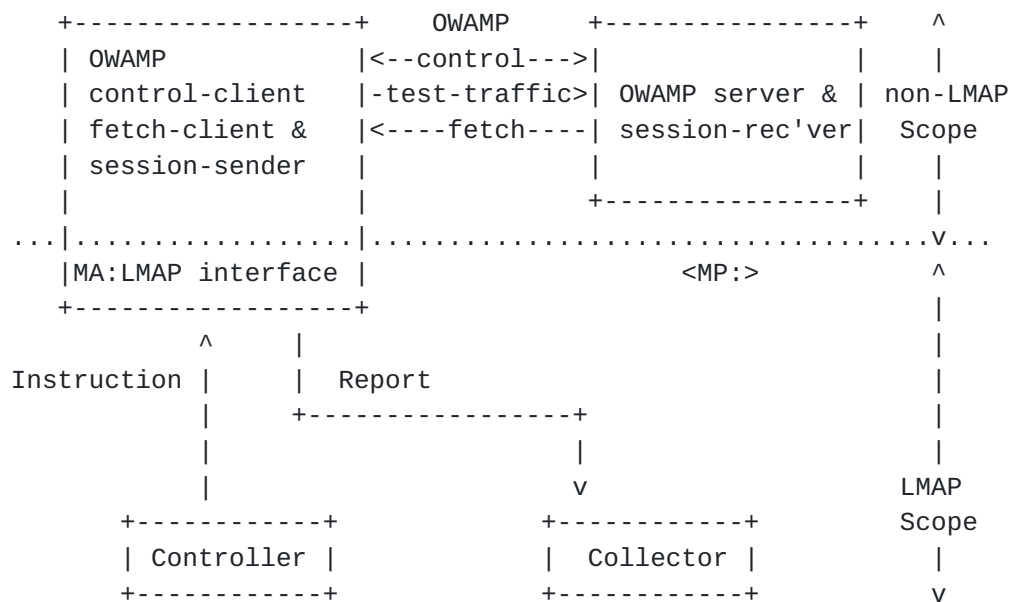 +------------------+    OWAMP     +----------------+    ^
| OWAMP            |<--control--->|                |    |
| control-client   |-test-traffic>| OWAMP server & | non-LMAP
| fetch-client &   |<----fetch----| session-rec'ver|  Scope
| session-sender   |              |                |    |
|                  |              +----------------+    |
...|..................|....................................v...
|MA:LMAP interface |                    <MP:>           ^
+------------------+                                    |
^     |                                         |
Instruction |     |  Report                                 |
|     +-----------------+                       |
|                       |                       |
|                       v                     LMAP
+------------+             +------------+         Scope
| Controller |             |  Collector |           |
+------------+             +------------+           v